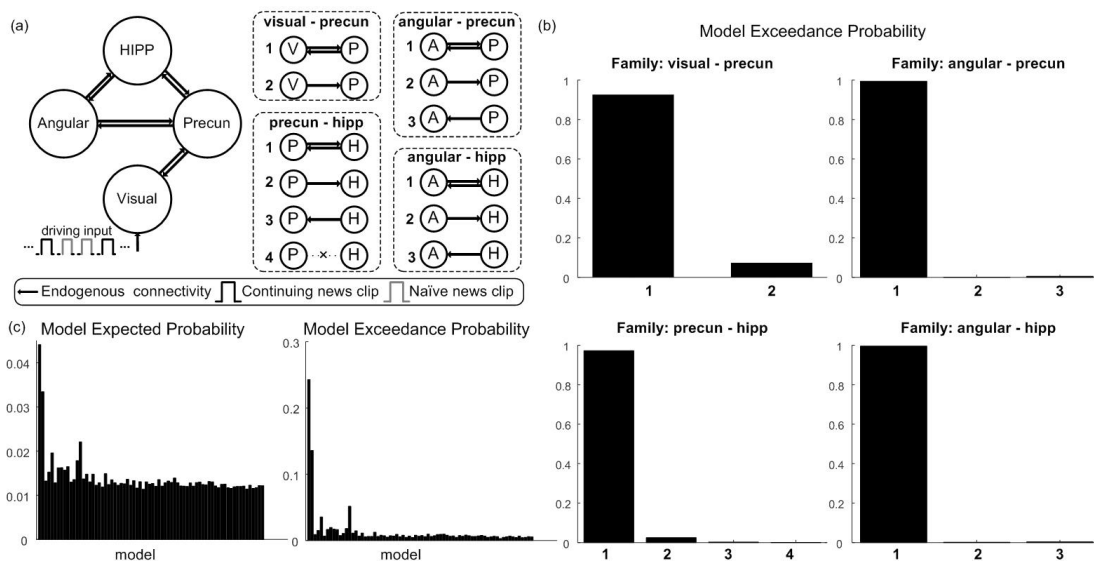 (a)
HIPP
Angular
Precun
Visual
driving input
... ...
visual - precun
1 V P
2 V P
precun - hipp
1 P H
2 P H
3 P H
4 P ··×·· H
angular - precun
1 A P
2 A P
3 A P
angular - hipp
1 A H
2 A H
3 A H
Endogenous connectivity
Continuing news clip
Naïve news clip
(b)
Model Exceedance Probability
Family: visual - precun
1
0.8
0.6
0.4
0.2
0
1 2
Family: angular - precun
1
0.8
0.6
0.4
0.2
0
1 2 3
Family: precun - hipp
1
0.8
0.6
0.4
0.2
0
1 2 3 4
Family: angular - hipp
1
0.8
0.6
0.4
0.2
0
1 2 3
(c)
Model Expected Probability
0.04
0.03
0.02
0.01
0
model
Model Exceedance Probability
0.3
0.2
0.1
0
model